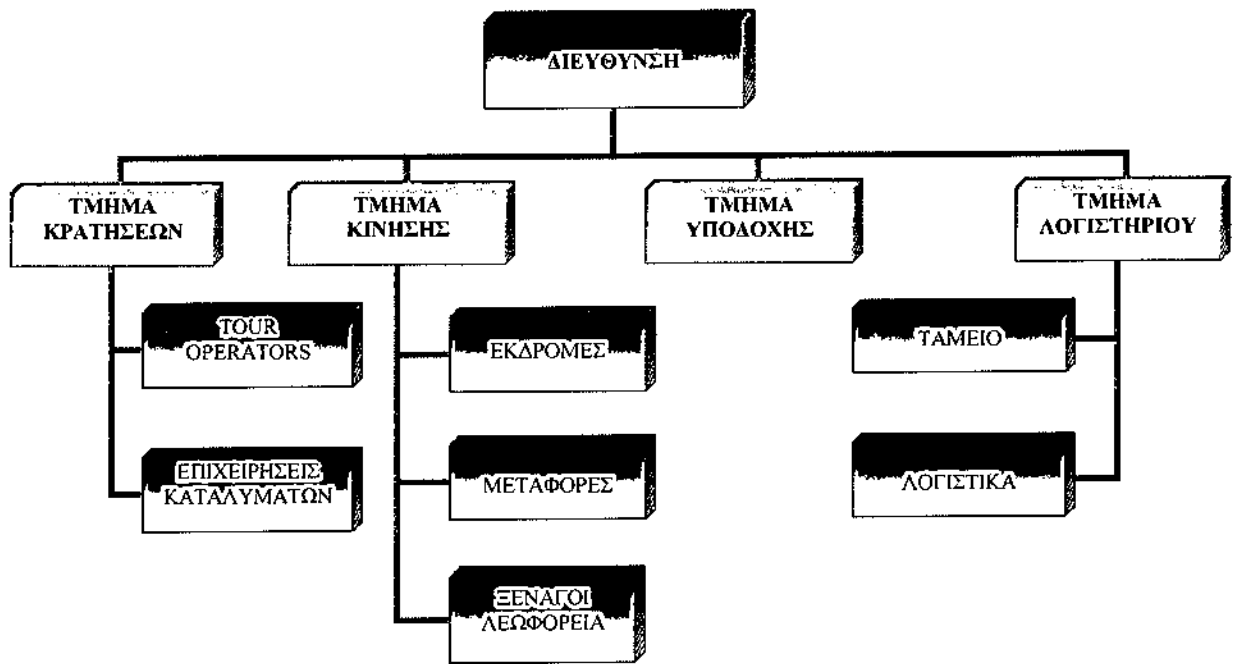 ΔΙΕΥΘΥΝΣΗ
ΤΜΗΜΑ
ΚΡΑΤΗΣΕΩΝ
ΤΜΗΜΑ
ΚΙΝΗΣΗΣ
ΤΜΗΜΑ
ΥΠΟΔΟΧΗΣ
ΤΜΗΜΑ
ΛΟΓΙΣΤΗΡΙΟΥ
TOUR
OPERATORS
ΕΚΔΡΟΜΕΣ
ΤΑΜΕΙΟ
ΕΠΙΧΕΙΡΗΣΕΙΣ
ΚΑΤΑΛΥΜΑΤΩΝ
ΜΕΤΑΦΟΡΕΣ
ΛΟΓΙΣΤΙΚΑ
ΞΕΝΑΓΟΙ
ΛΕΩΦΟΡΕΙΑ